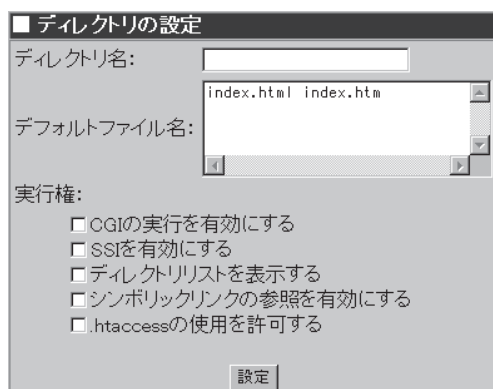 ■ ディレクトリの設定
ディレクトリ名:
index.html index.htm
デフォルトファイル名:
実行権:
CGIの実行を有効にする
SSIを有効にする
ディレクトリリストを表示する
シンボリックリンクの参照を有効にする
.htaccessの使用を許可する
設定